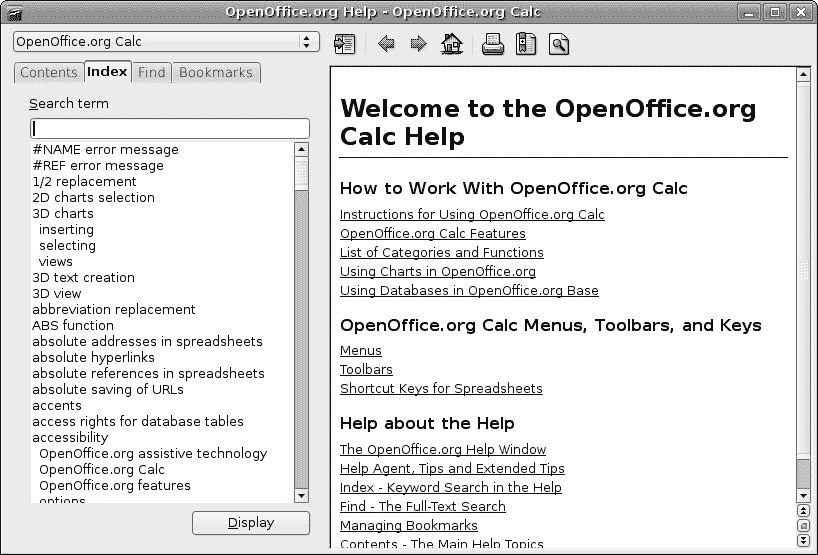 OpenOffice.org Help - OpenOffice.org Calc
OpenOffice.org Calc
Contents Index Find Bookmarks
Search term
#NAME error message
#REF error message
1/2 replacement
2D charts selection
3D charts
inserting
selecting
views
3D text creation
3D view
abbreviation replacement
ABS function
absolute addresses in spreadsheets
absolute hyperlinks
absolute references in spreadsheets
absolute saving of URLs
accents
access rights for database tables
accessibility
OpenOffice.org assistive technology
OpenOffice.org Calc
OpenOffice.org features
options
Display
Welcome to the OpenOffice.org
Calc Help
How to Work With OpenOffice.org Calc
Instructions for Using OpenOffice.org Calc
OpenOffice.org Calc Features
List of Categories and Functions
Using Charts in OpenOffice.org
Using Databases in OpenOffice.org Base
OpenOffice.org Calc Menus, Toolbars, and Keys
Menus
Toolbars
Shortcut Keys for Spreadsheets
Help about the Help
The OpenOffice.org Help Window
Help Agent, Tips and Extended Tips
Index - Keyword Search in the Help
Find - The Full-Text Search
Managing Bookmarks
Contents - The Main Help Topics